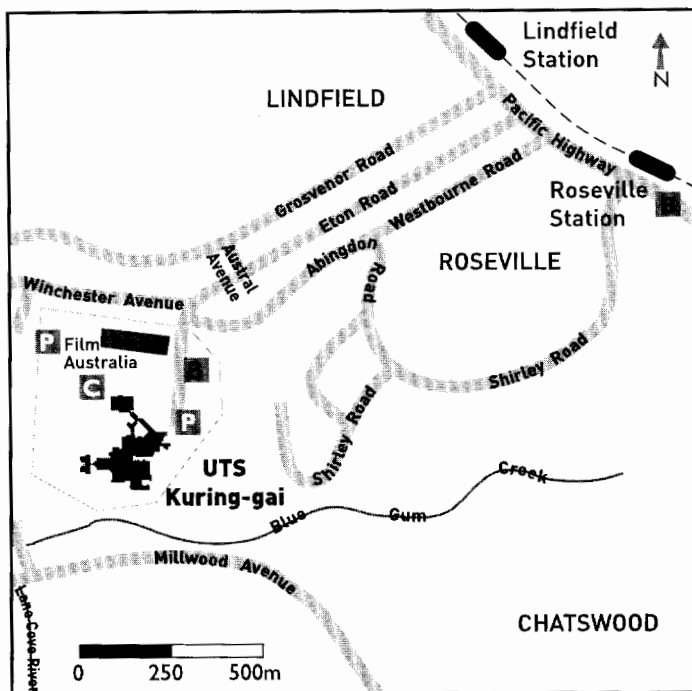 Lindfield
Station
N
LINDFIELD
Pacific Highway
Grosvenor Road
Eton Road
Westbourne Road
Roseville
Station
Austral
Avenue
Abingdon
Road
ROSEVILLE
Winchester Avenue
P
Film
Australia
C
P
Shirley Road
Shirley Road
UTS
Kuring-gai
Blue Gum Creek
Millwood Avenue
Lane Cove River
CHATSWOOD
0 250 500m